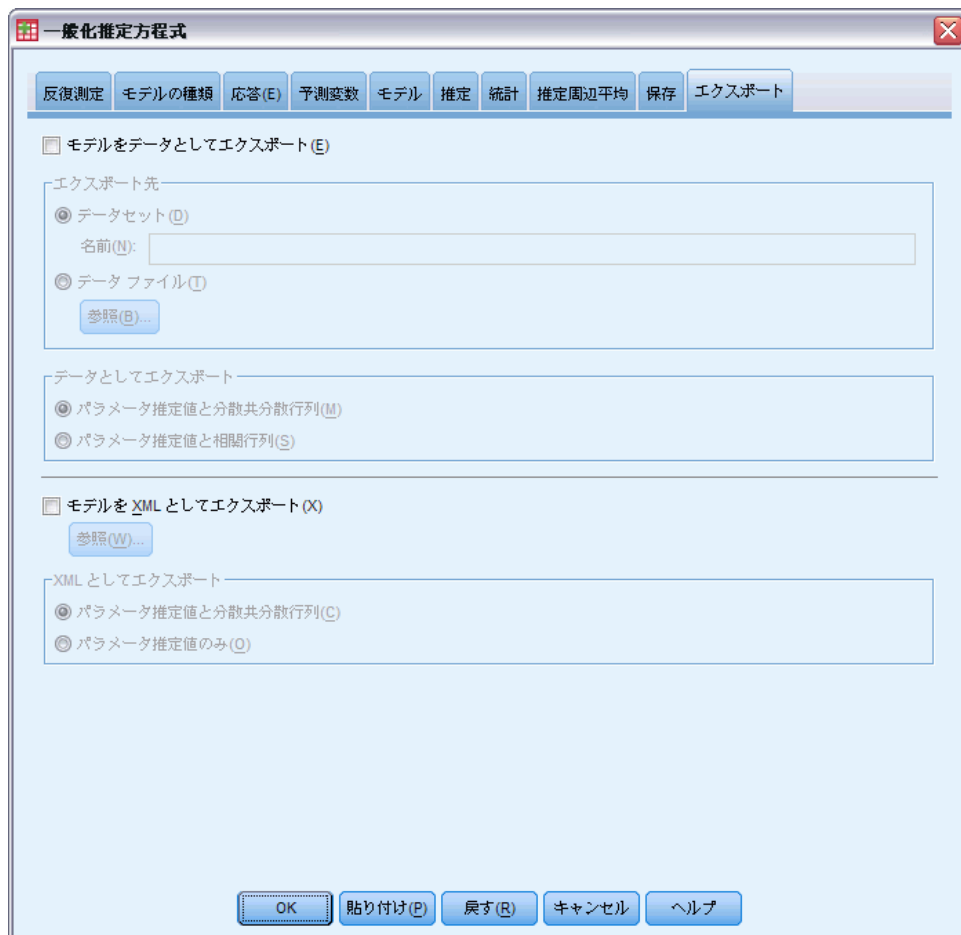 一般化推定方程式
反復測定 モデルの種類 応答(E) 予測変数 モデル 推定 統計 推定周辺平均 保存 エクスポート
モデルをデータとしてエクスポート(E)
エクスポート先
データセット(D)
名前(N):
データ ファイル(T)
参照(B)...
データとしてエクスポート
パラメータ推定値と分散共分散行列(M)
パラメータ推定値と相関行列(S)
モデルを XML としてエクスポート(X)
参照(W)...
XML としてエクスポート
パラメータ推定値と分散共分散行列(C)
パラメータ推定値のみ(O)
OK 貼り付け(P) 戻す(R) キャンセル ヘルプ